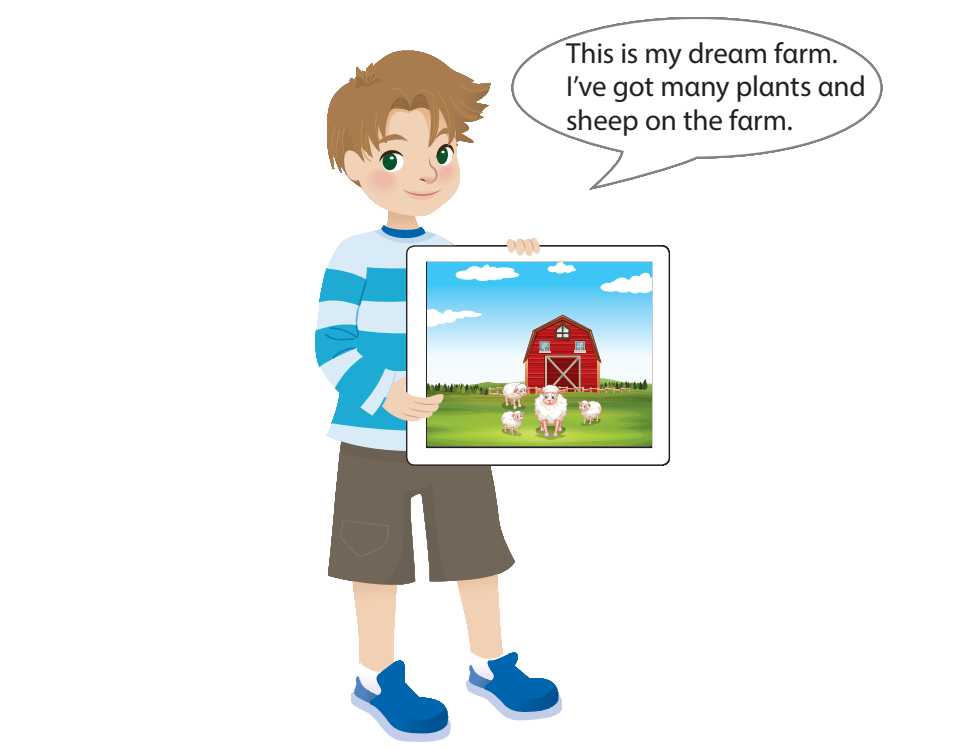 This is my dream farm.
I’ve got many plants and
sheep on the farm.